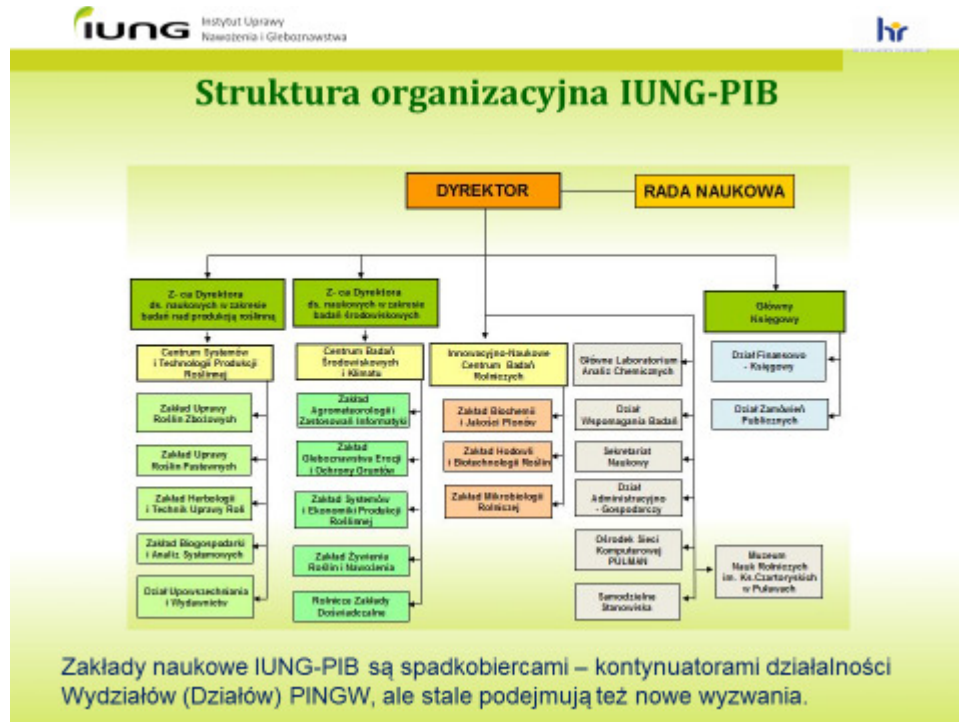 IUNG
Instytut Uprawy
Nawożenia i Gleboznawstwa
hr
Struktura organizacyjna IUNG-PIB
DYREKTOR
RADA NAUKOWA
Z- ca Dyrektora
ds. naukowych w zakresie
badań nad produkcją roślinną
Z- ca Dyrektora
ds. naukowych w zakresie
badań środowiskowych
Główny
Księgowy
Centrum Systemów
i Technologii Produkcji
Roślinnej
Zakład Uprawy
Roślin Zbożowych
Zakład Uprawy
Roślin Pastewnych
Zakład Herbologii
i Technik Uprawy Roli
Zakład Biogospodarki
i Analiz Systemowych
Dział Upowszechniania
i Wydawnictw
Centrum Badań
Środowiskowych
i Klimatu
Zakład
Agrometeorologii i
Zastosowań Informatyki
Zakład
Gleboznawstwa Erozji
i Ochrony Gruntów
Zakład Systemów
i Ekonomiki Produkcji
Roślinnej
Zakład Żywienia
Roślin i Nawożenia
Rolnicze Zakłady
Doświadczalne
Innowacyjno-Naukowe
Centrum Badań
Rolniczych
Zakład Biochemii
i Jakości Plonów
Zakład Hodowli
i Biotechnologii Roślin
Zakład Mikrobiologii
Rolniczej
Główne Laboratorium
Analiz Chemicznych
Dział
Wspomagania Badań
Sekretariat
Naukowy
Dział
Administracyjno
- Gospodarczy
Ośrodek Sieci
Komputerowej
PULMAN
Samodzielne
Stanowiska
Dział Finansowo
- Księgowy
Dział Zamówień
Publicznych
Muzeum
Nauk Rolniczych
im. Ks.Czartoryskich
w Puławach
Zakłady naukowe IUNG-PIB są spadkobiercami – kontynuatorami działalności
Wydziałów (Działów) PINGW, ale stale podejmują też nowe wyzwania.